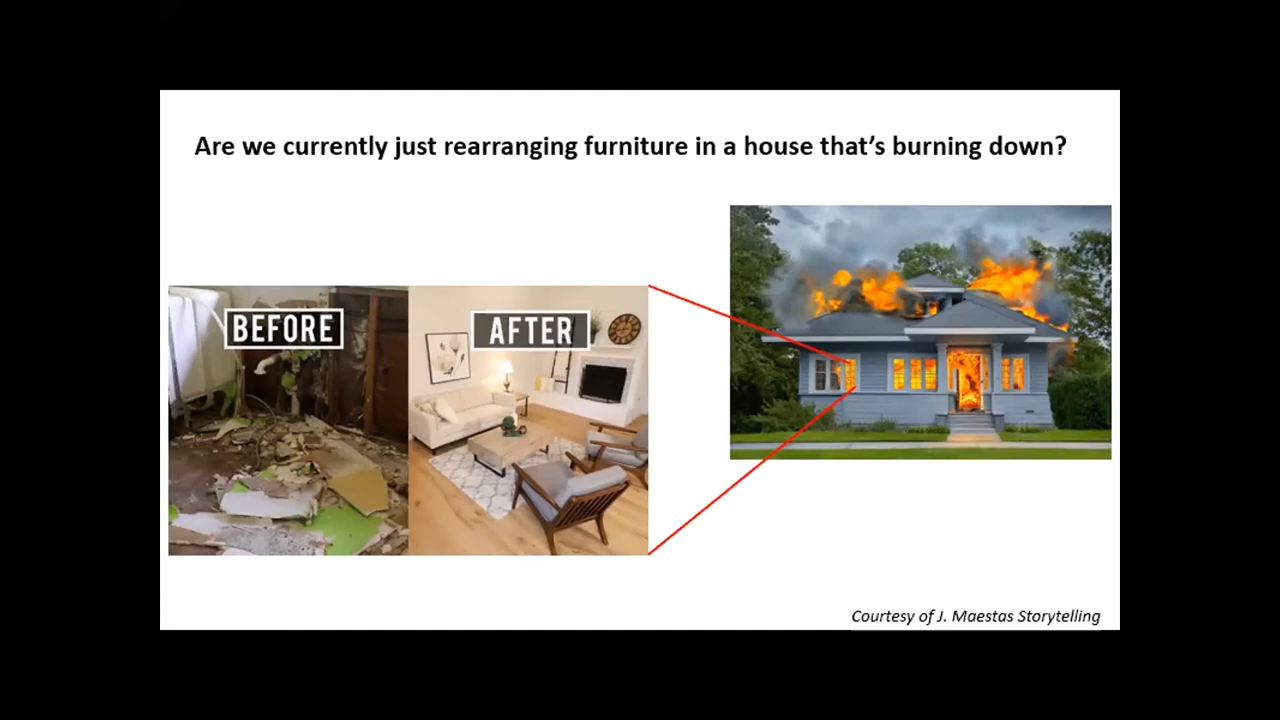 Are we currently just rearranging furniture in a house that's burning down?
BEFORE
AFTER
Courtesy of J. Maestas Storytelling